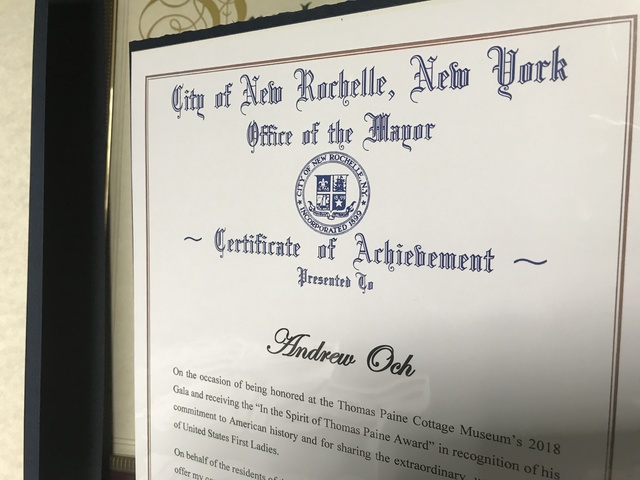 City of New Rochelle, New York
Office of the Mayor
CITY OF NEW ROCHELLE, N.Y.
INCORPORATED 1899
~ Certificate of Achievement ~
Presented To
Andrew Och
On the occasion of being honored at the Thomas Paine Cottage Museum's 2018
Gala and receiving the "In the Spirit of Thomas Paine Award" in recognition of his
commitment to American history and for sharing the extraordinary
of United States First Ladies.
On behalf of the residents of
offer my